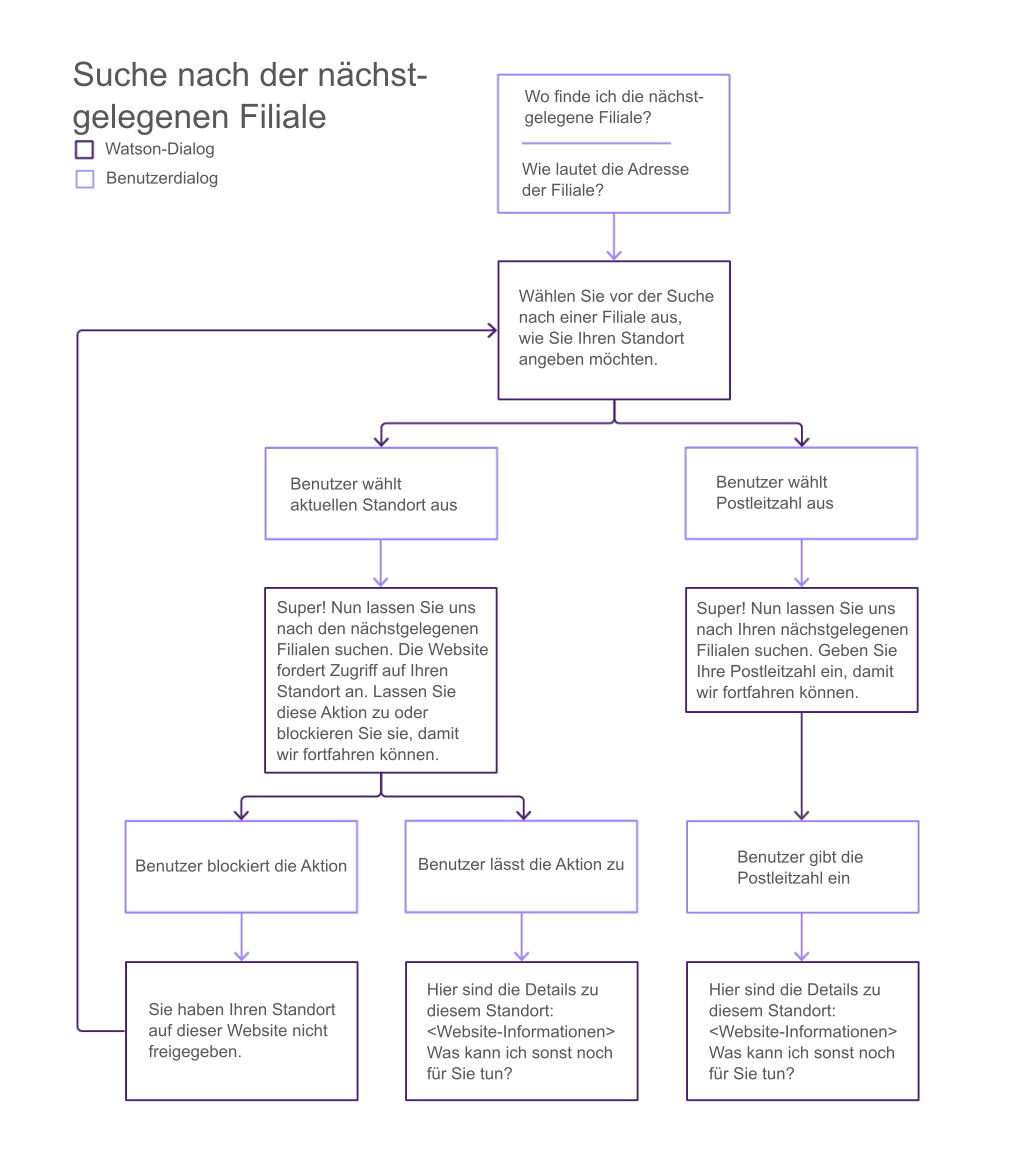 Suche nach der nächst-
gelegenen Filiale
Watson-Dialog
Benutzerdialog
Wo finde ich die nächst-
gelegene Filiale?
Wie lautet die Adresse
der Filiale?
Wählen Sie vor der Suche
nach einer Filiale aus,
wie Sie Ihren Standort
angeben möchten.
Benutzer wählt
aktuellen Standort aus
Benutzer wählt
Postleitzahl aus
Super! Nun lassen Sie uns
nach den nächstgelegenen
Filialen suchen. Die Website
fordert Zugriff auf Ihren
Standort an. Lassen Sie
diese Aktion zu oder
blockieren Sie sie, damit
wir fortfahren können.
Super! Nun lassen Sie uns
nach Ihren nächstgelegenen
Filialen suchen. Geben Sie
Ihre Postleitzahl ein, damit
wir fortfahren können.
Benutzer blockiert die Aktion
Benutzer lässt die Aktion zu
Benutzer gibt die
Postleitzahl ein
Sie haben Ihren Standort
auf dieser Website nicht
freigegeben.
Hier sind die Details zu
diesem Standort:
<Website-Informationen>
Was kann ich sonst noch
für Sie tun?
Hier sind die Details zu
diesem Standort:
<Website-Informationen>
Was kann ich sonst noch
für Sie tun?